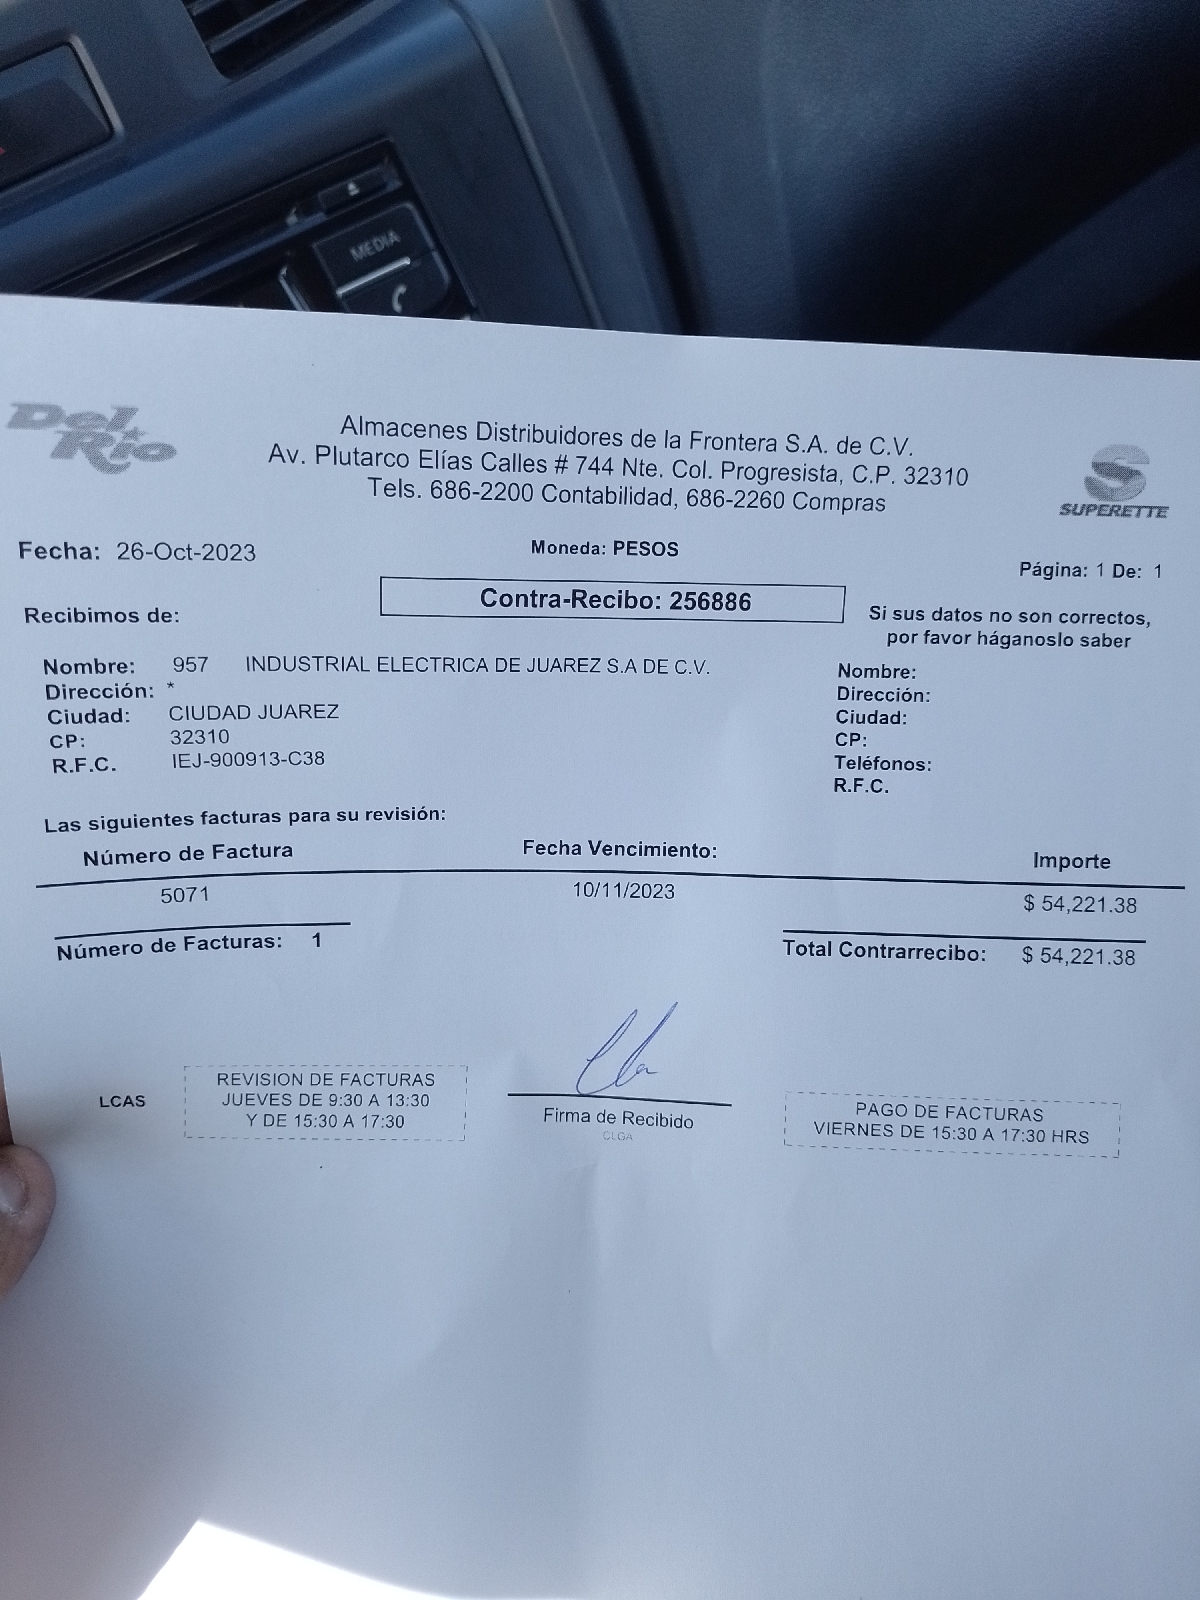 MEDIA
Del Rio
Almacenes Distribuidores de la Frontera S.A. de C.V.
Av. Plutarco Elías Calles # 744 Nte. Col. Progresista, C.P. 32310
Tels. 686-2200 Contabilidad, 686-2260 Compras
S
SUPERETTE
Fecha: 26-Oct-2023
Moneda: PESOS
Página: 1 De: 1
Contra-Recibo: 256886
Recibimos de:
Si sus datos no son correctos,
por favor háganoslo saber
Nombre: 957 INDUSTRIAL ELECTRICA DE JUAREZ S.A DE C.V.
Dirección: *
Ciudad: CIUDAD JUAREZ
CP: 32310
R.F.C. IEJ-900913-C38
Nombre:
Dirección:
Ciudad:
CP:
Teléfonos:
R.F.C.
Las siguientes facturas para su revisión:
Número de Factura Fecha Vencimiento: Importe
5071 10/11/2023 $ 54,221.38
Número de Facturas: 1 Total Contrarrecibo: $ 54,221.38
LCAS
REVISION DE FACTURAS
JUEVES DE 9:30 A 13:30
Y DE 15:30 A 17:30
Firma de Recibido
CLGA
PAGO DE FACTURAS
VIERNES DE 15:30 A 17:30 HRS